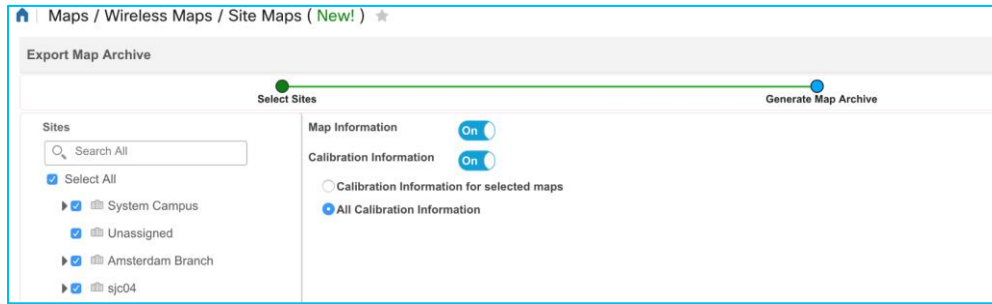 Maps / Wireless Maps / Site Maps ( New! )
Export Map Archive
Select Sites
Generate Map Archive
Sites
Search All
Select All
System Campus
Unassigned
Amsterdam Branch
sjc04
Map Information On
Calibration Information On
Calibration Information for selected maps
All Calibration Information